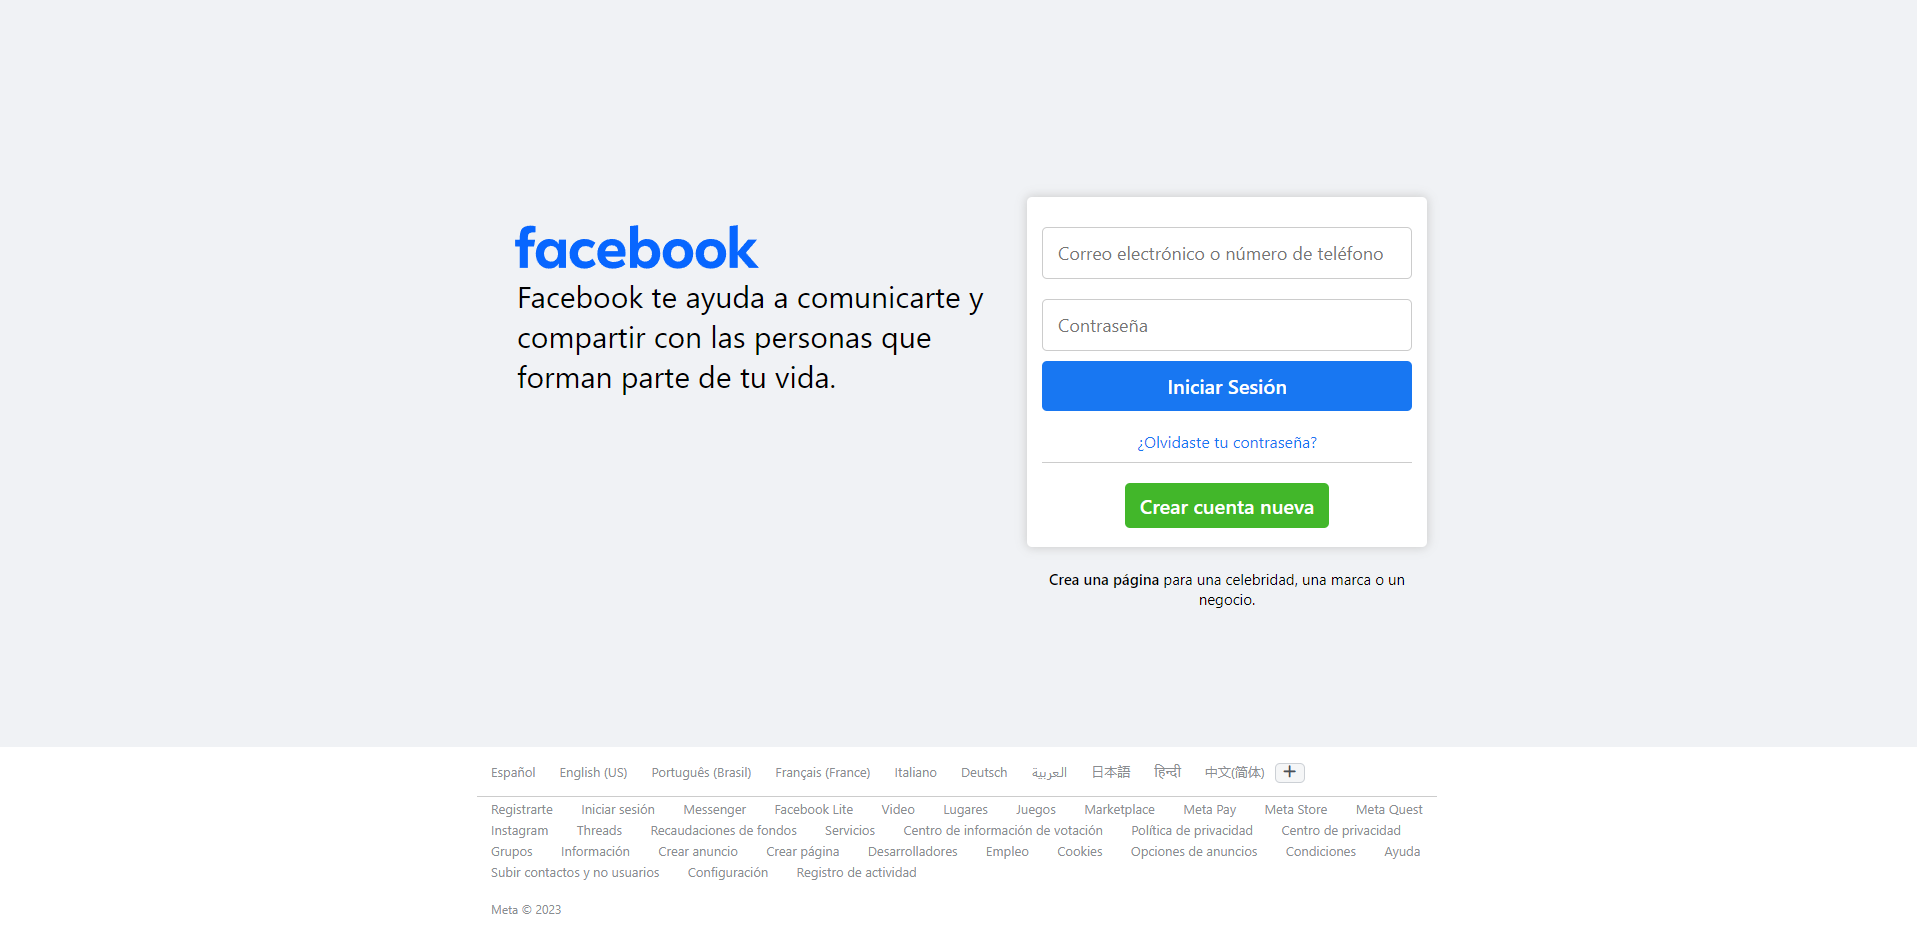 facebook
Facebook te ayuda a comunicarte y
compartir con las personas que
forman parte de tu vida.
Correo electrónico o número de teléfono
Contraseña
Iniciar Sesión
¿Olvidaste tu contraseña?
Crear cuenta nueva
Crea una página para una celebridad, una marca o un
negocio.
Español English (US) Português (Brasil) Français (France) Italiano Deutsch العربية 日本語 हिन्दी 中文(简体) +
Registrarte Iniciar sesión Messenger Facebook Lite Video Lugares Juegos Marketplace Meta Pay Meta Store Meta Quest
Instagram Threads Recaudaciones de fondos Servicios Centro de información de votación Política de privacidad Centro de privacidad
Grupos Información Crear anuncio Crear página Desarrolladores Empleo Cookies Opciones de anuncios Condiciones Ayuda
Subir contactos y no usuarios Configuración Registro de actividad
Meta © 2023